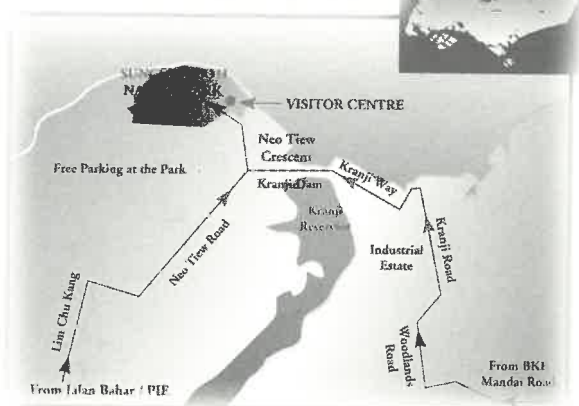 VISITOR CENTRE
Neo Tiew
Crescent
Free Parking at the Park
Kranji Dam
Kranji Way
Kranji
Industrial
Estate
Kranji Road
Neo Tiew Road
Lim Chu Kang
Woodlands
Road
From BKE
Mandai Road
From Jalan Bahar / PIE